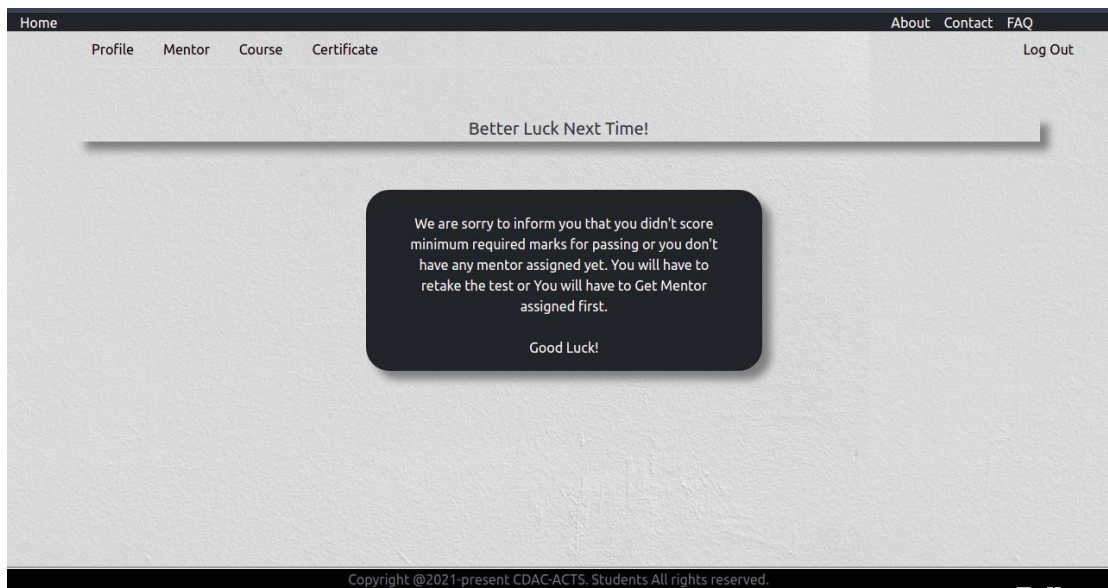 Home About Contact FAQ
Profile Mentor Course Certificate Log Out
Better Luck Next Time!
We are sorry to inform you that you didn't score
minimum required marks for passing or you don't
have any mentor assigned yet. You will have to
retake the test or You will have to Get Mentor
assigned first.
Good Luck!
Copyright @2021-present CDAC-ACTS. Students All rights reserved.